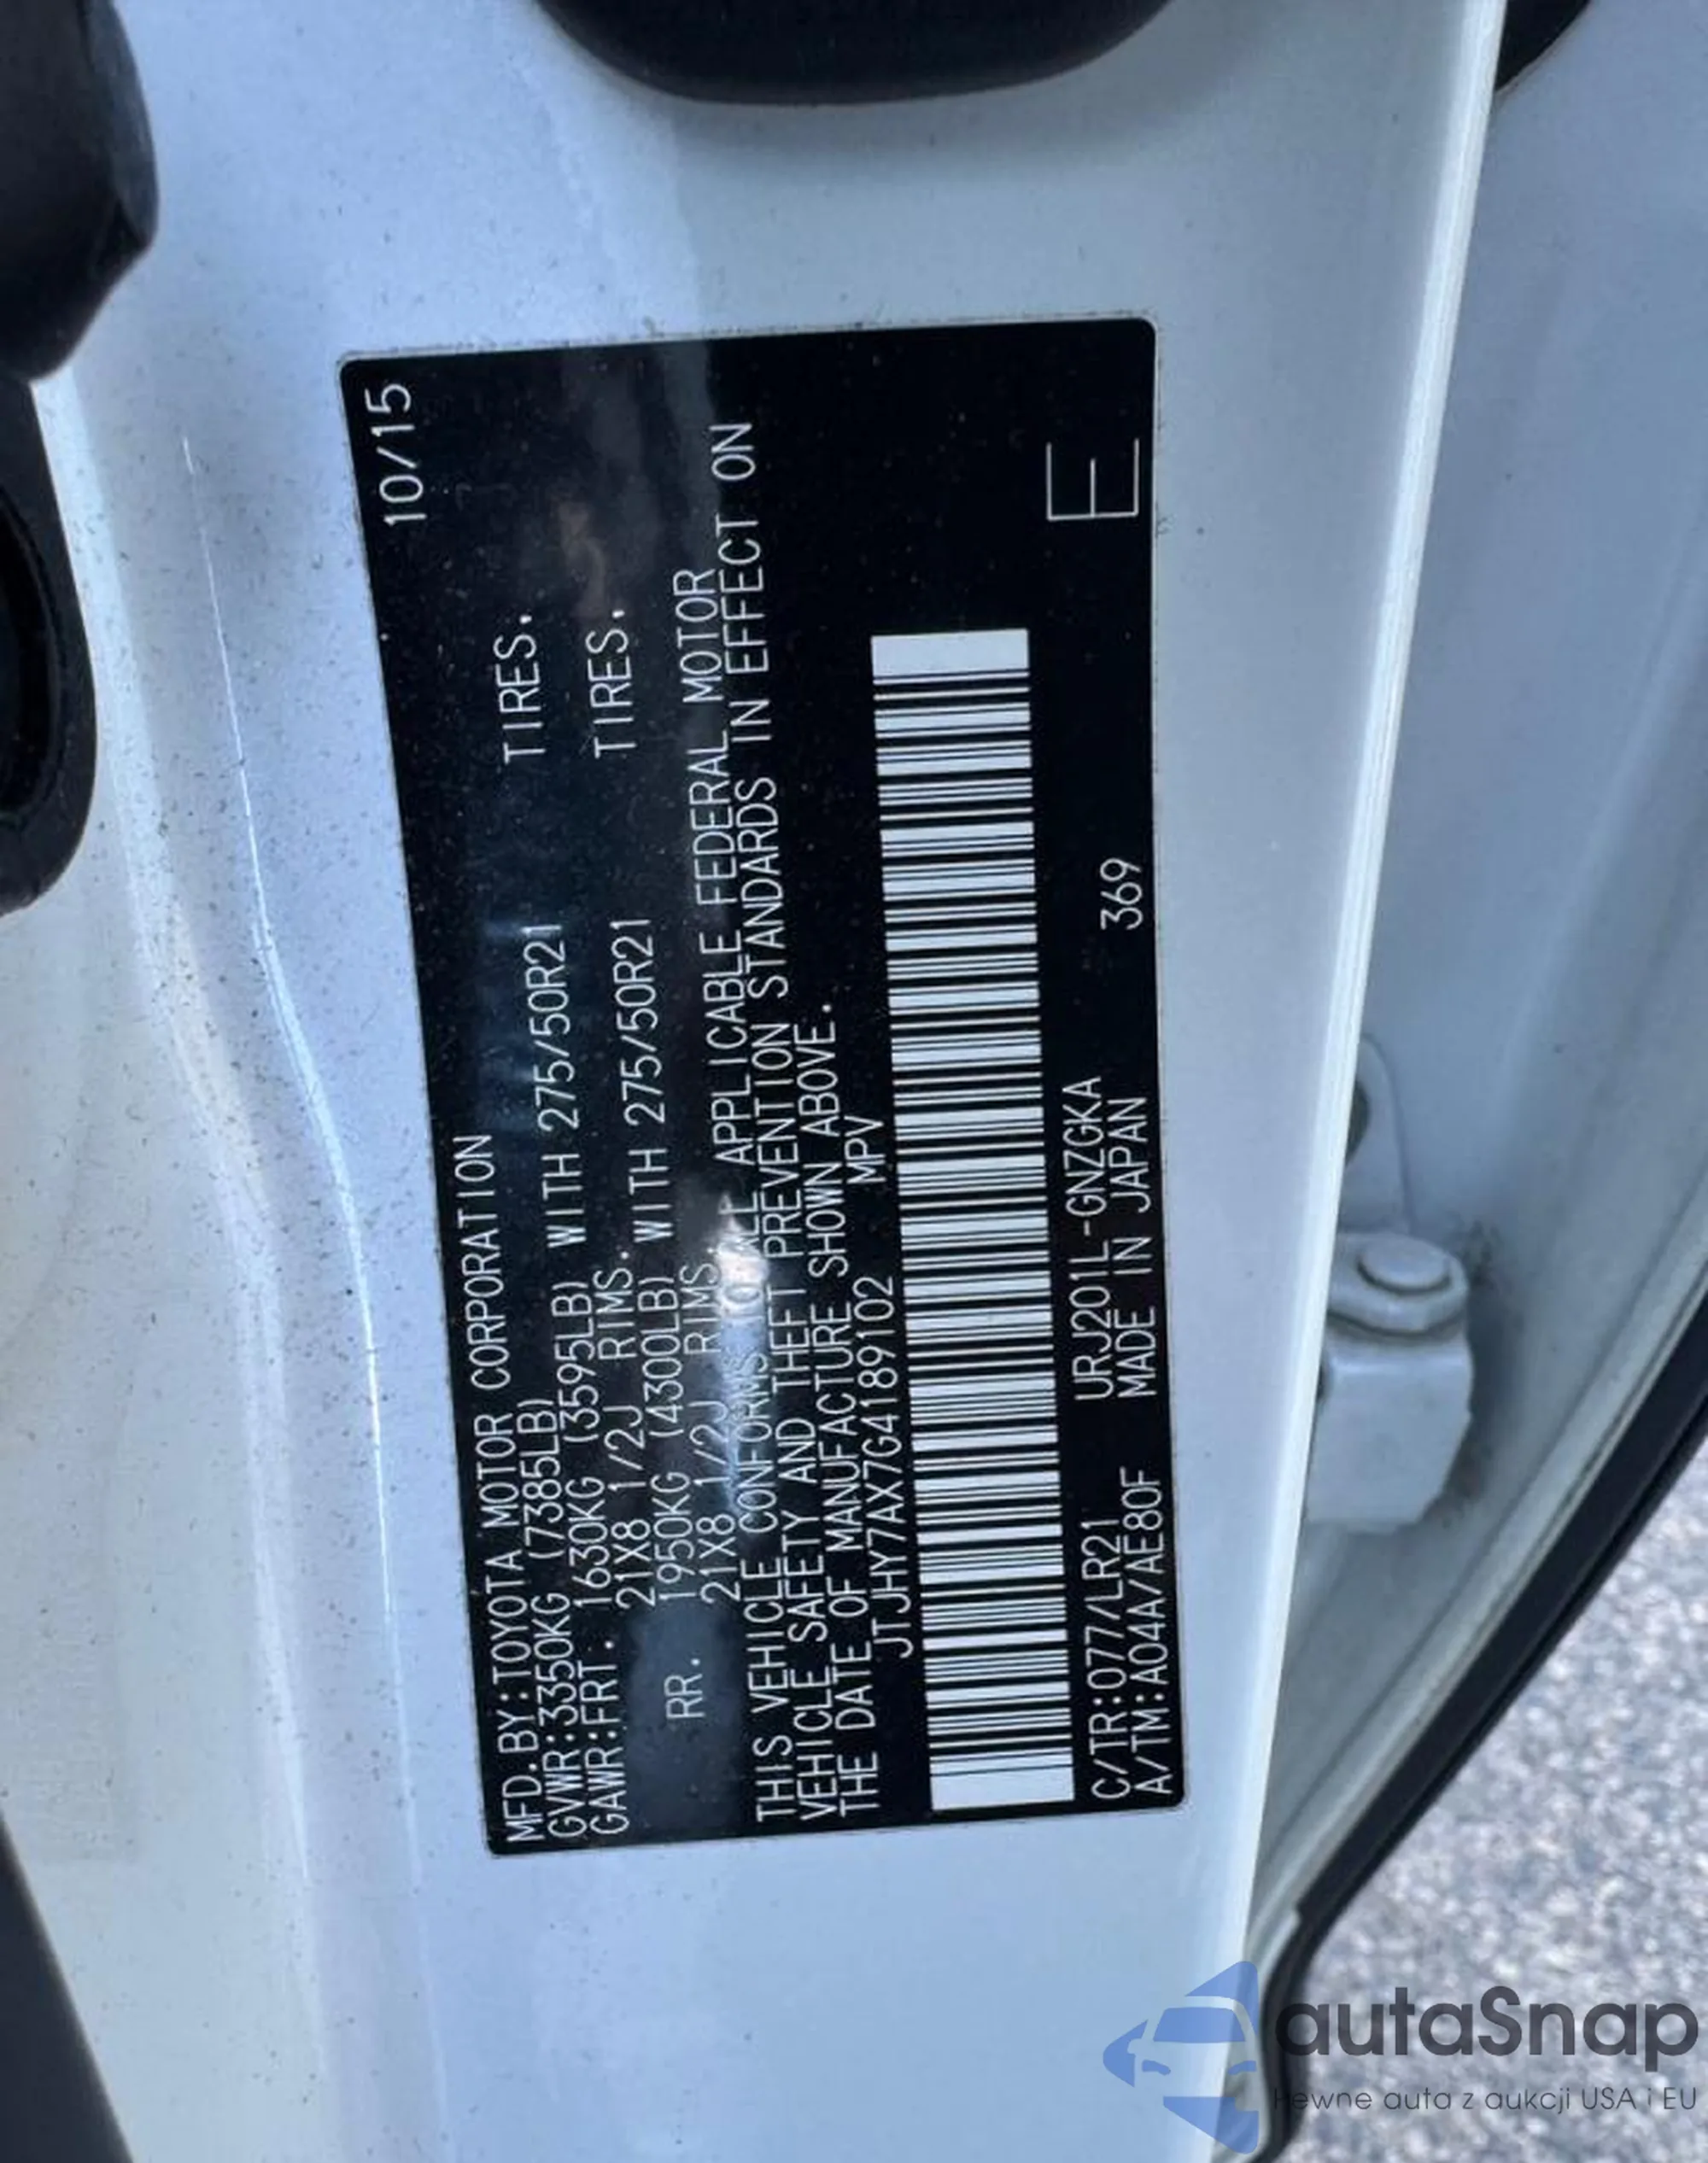 10/15
MFD.BY:TOYOTA MOTOR CORPORATION
GVWR:3350KG (7385LB)
GAWR:FRT. 1630KG (3595LB) WITH 275/50R21 TIRES.
21X8 1/2J RIMS.
RR. 1950KG (4300LB) WITH 275/50R21 TIRES.
21X8 1/2J RIMS.
THIS VEHICLE CONFORMS TO ALL APPLICABLE FEDERAL MOTOR
VEHICLE SAFETY AND THEFT PREVENTION STANDARDS IN EFFECT ON
THE DATE OF MANUFACTURE SHOWN ABOVE.
JTJHY7AX7G4189102 MPV
C/TR:077/LR21 URJ201L-GNZGKA
A/TM:A04A/AE80F MADE IN JAPAN 369
E
autaSnap
Pewne auta z aukcji USA i EU